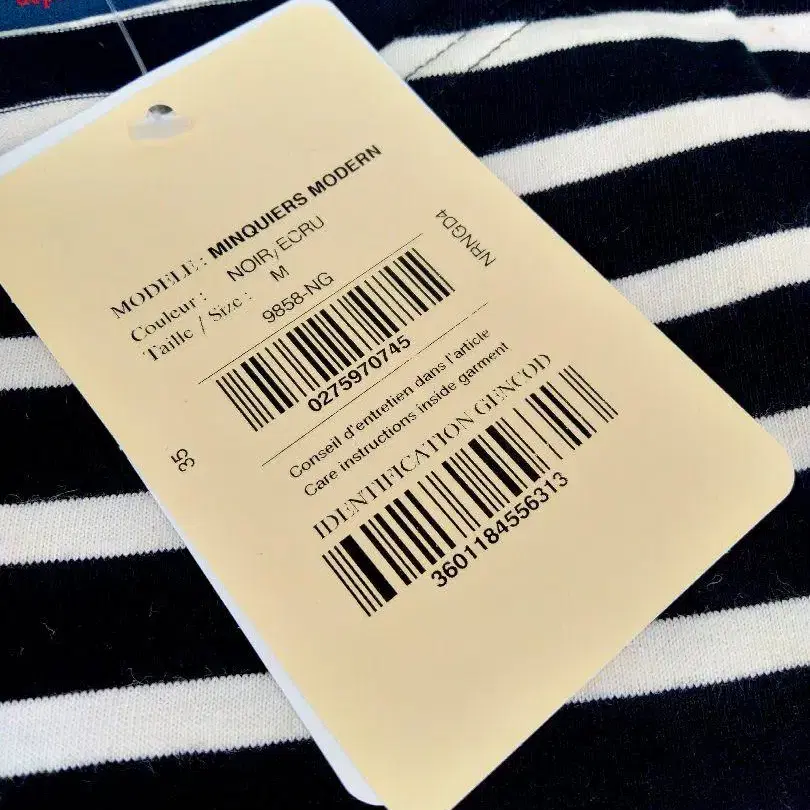 MODELE : MINQUIERS MODERN
Couleur : NOIR/ECRU
Taille / Size : M
9858-NG
NRNGD4
0275970745
35
Conseil d'entretien dans l'article
Care instructions inside garment
IDENTIFICATION GENCOD
3601184556313